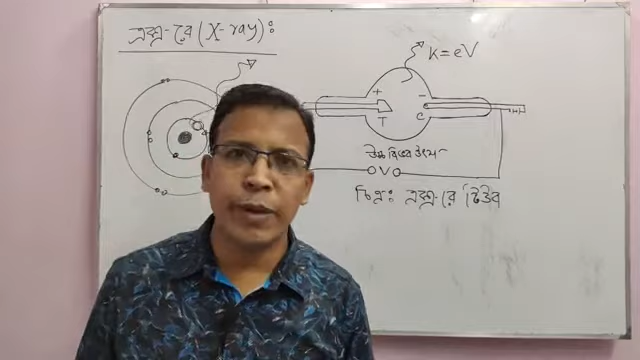 এক্স-রে (X-ray):
K=eV
+ -
T C
উচ্চ বিভব উৎস
V
চিত্র: এক্স-রে টিউব